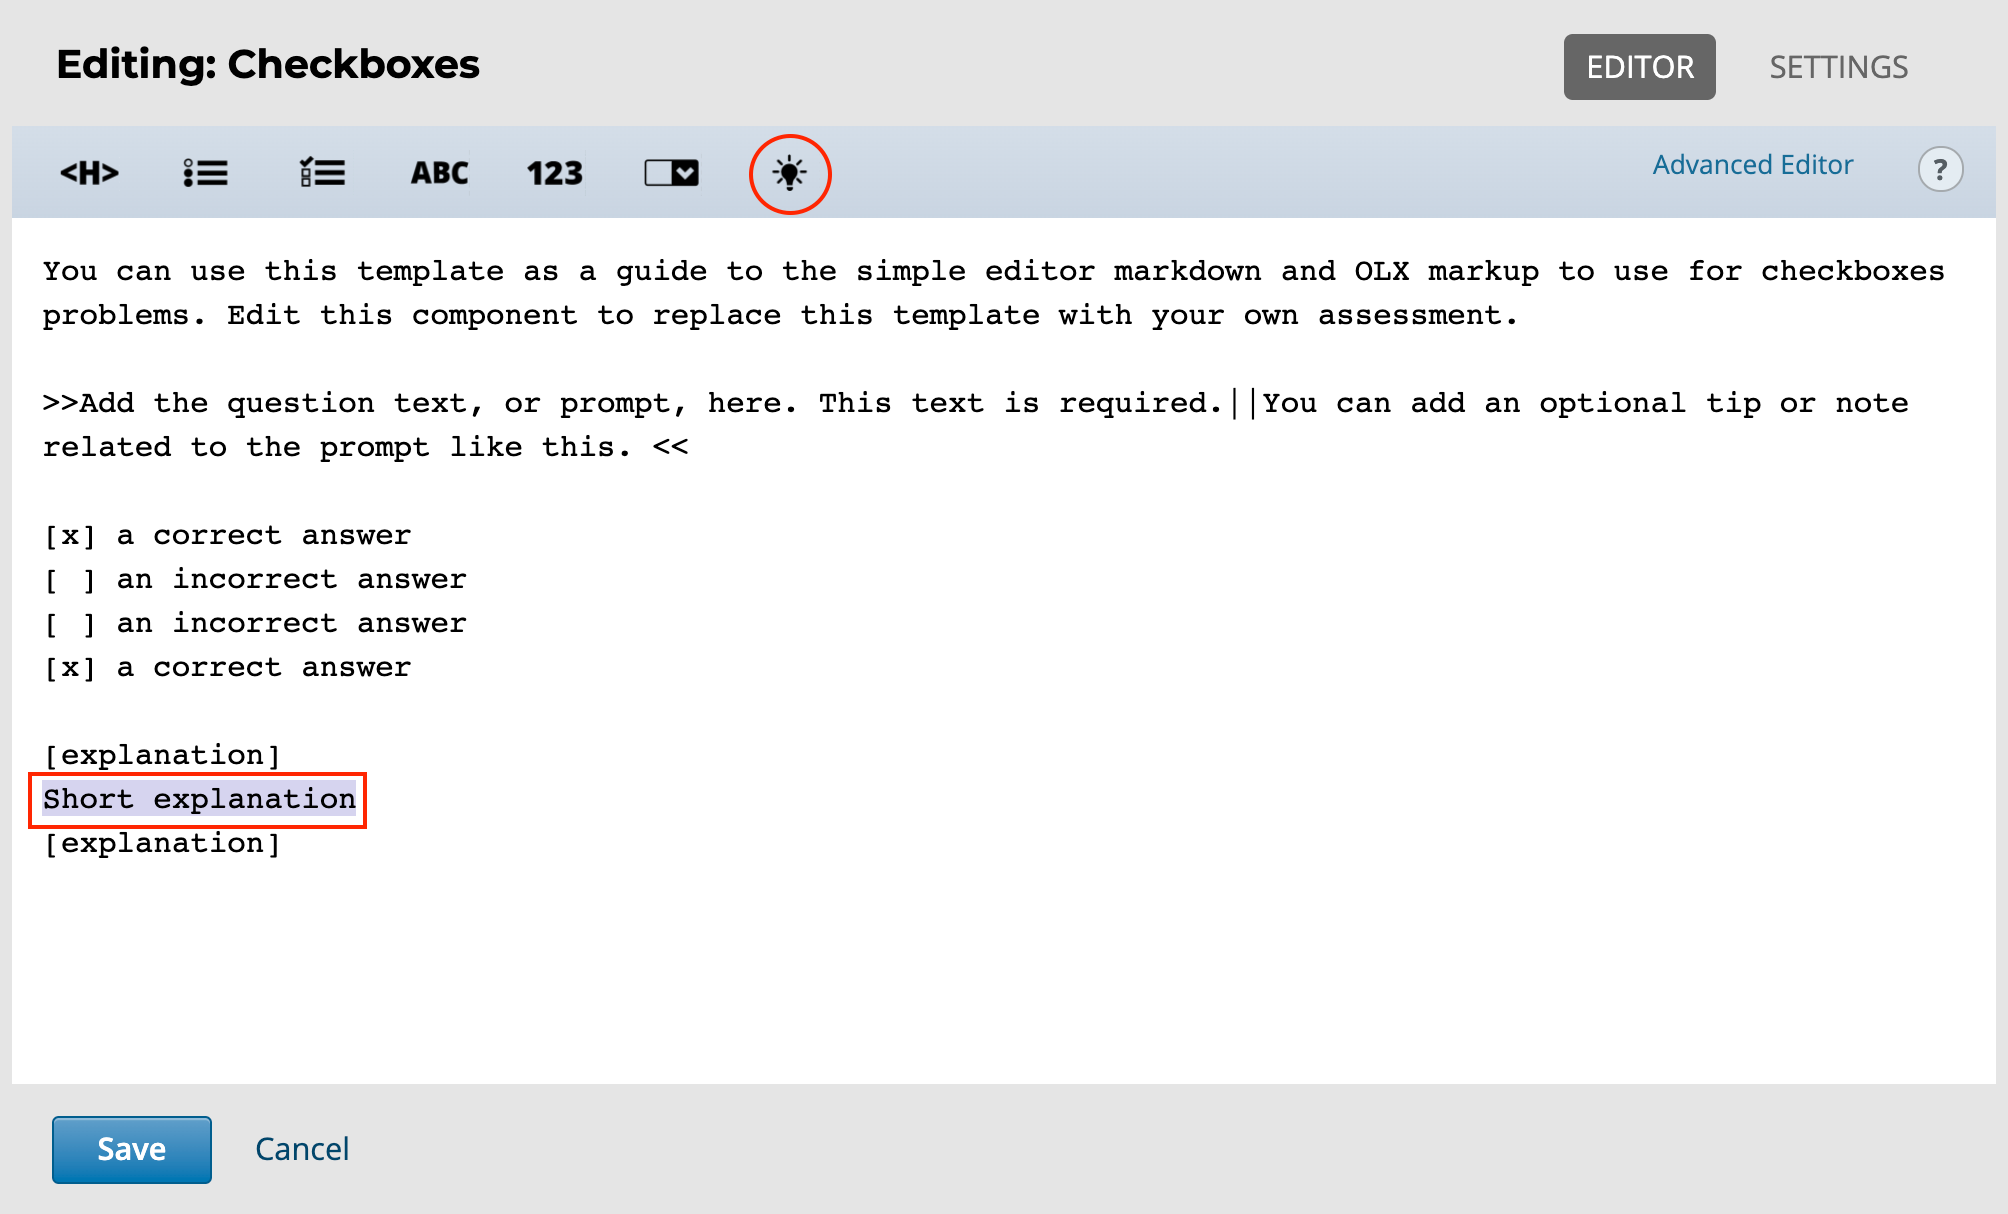 Editing: Checkboxes
EDITOR SETTINGS
<H> ABC 123 Advanced Editor ?
You can use this template as a guide to the simple editor markdown and OLX markup to use for checkboxes
problems. Edit this component to replace this template with your own assessment.
>>Add the question text, or prompt, here. This text is required.||You can add an optional tip or note
related to the prompt like this. <<
[x] a correct answer
[ ] an incorrect answer
[ ] an incorrect answer
[x] a correct answer
[explanation]
Short explanation
[explanation]
Save Cancel